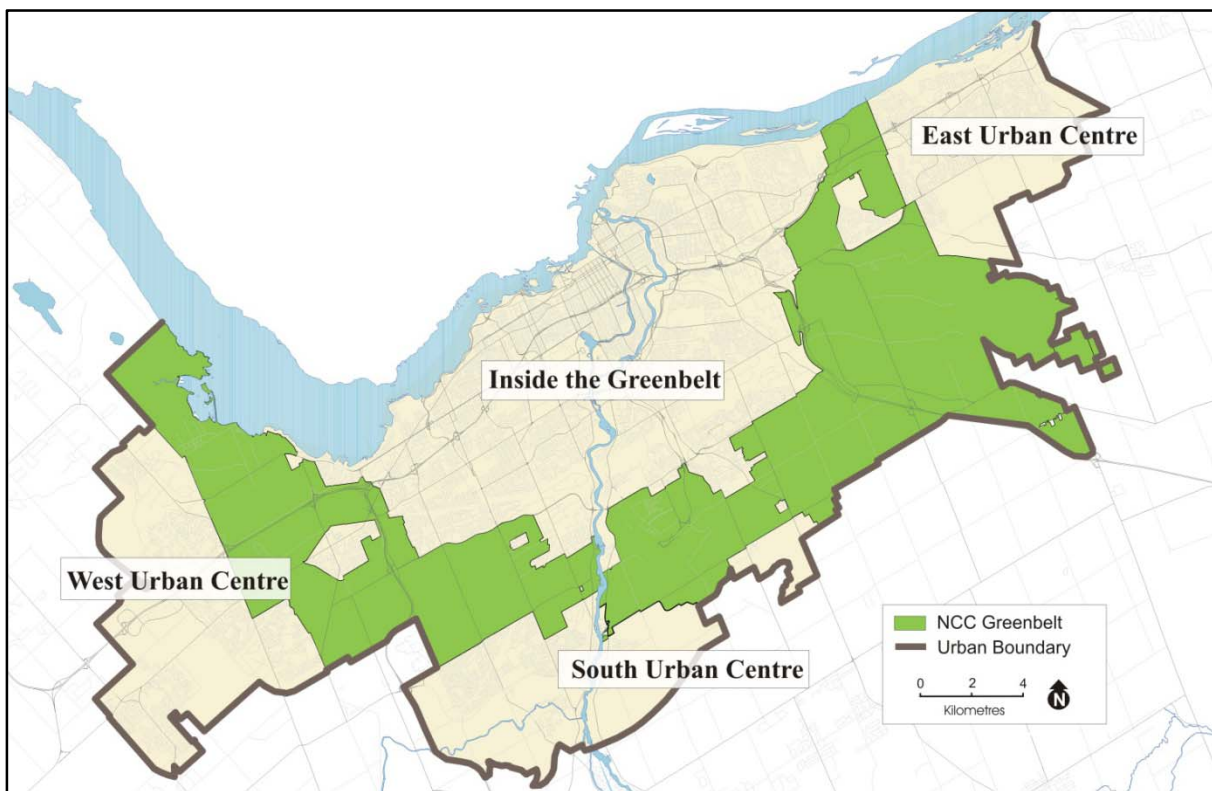 East Urban Centre
Inside the Greenbelt
West Urban Centre
South Urban Centre
NCC Greenbelt
Urban Boundary
0 2 4
Kilometres
N